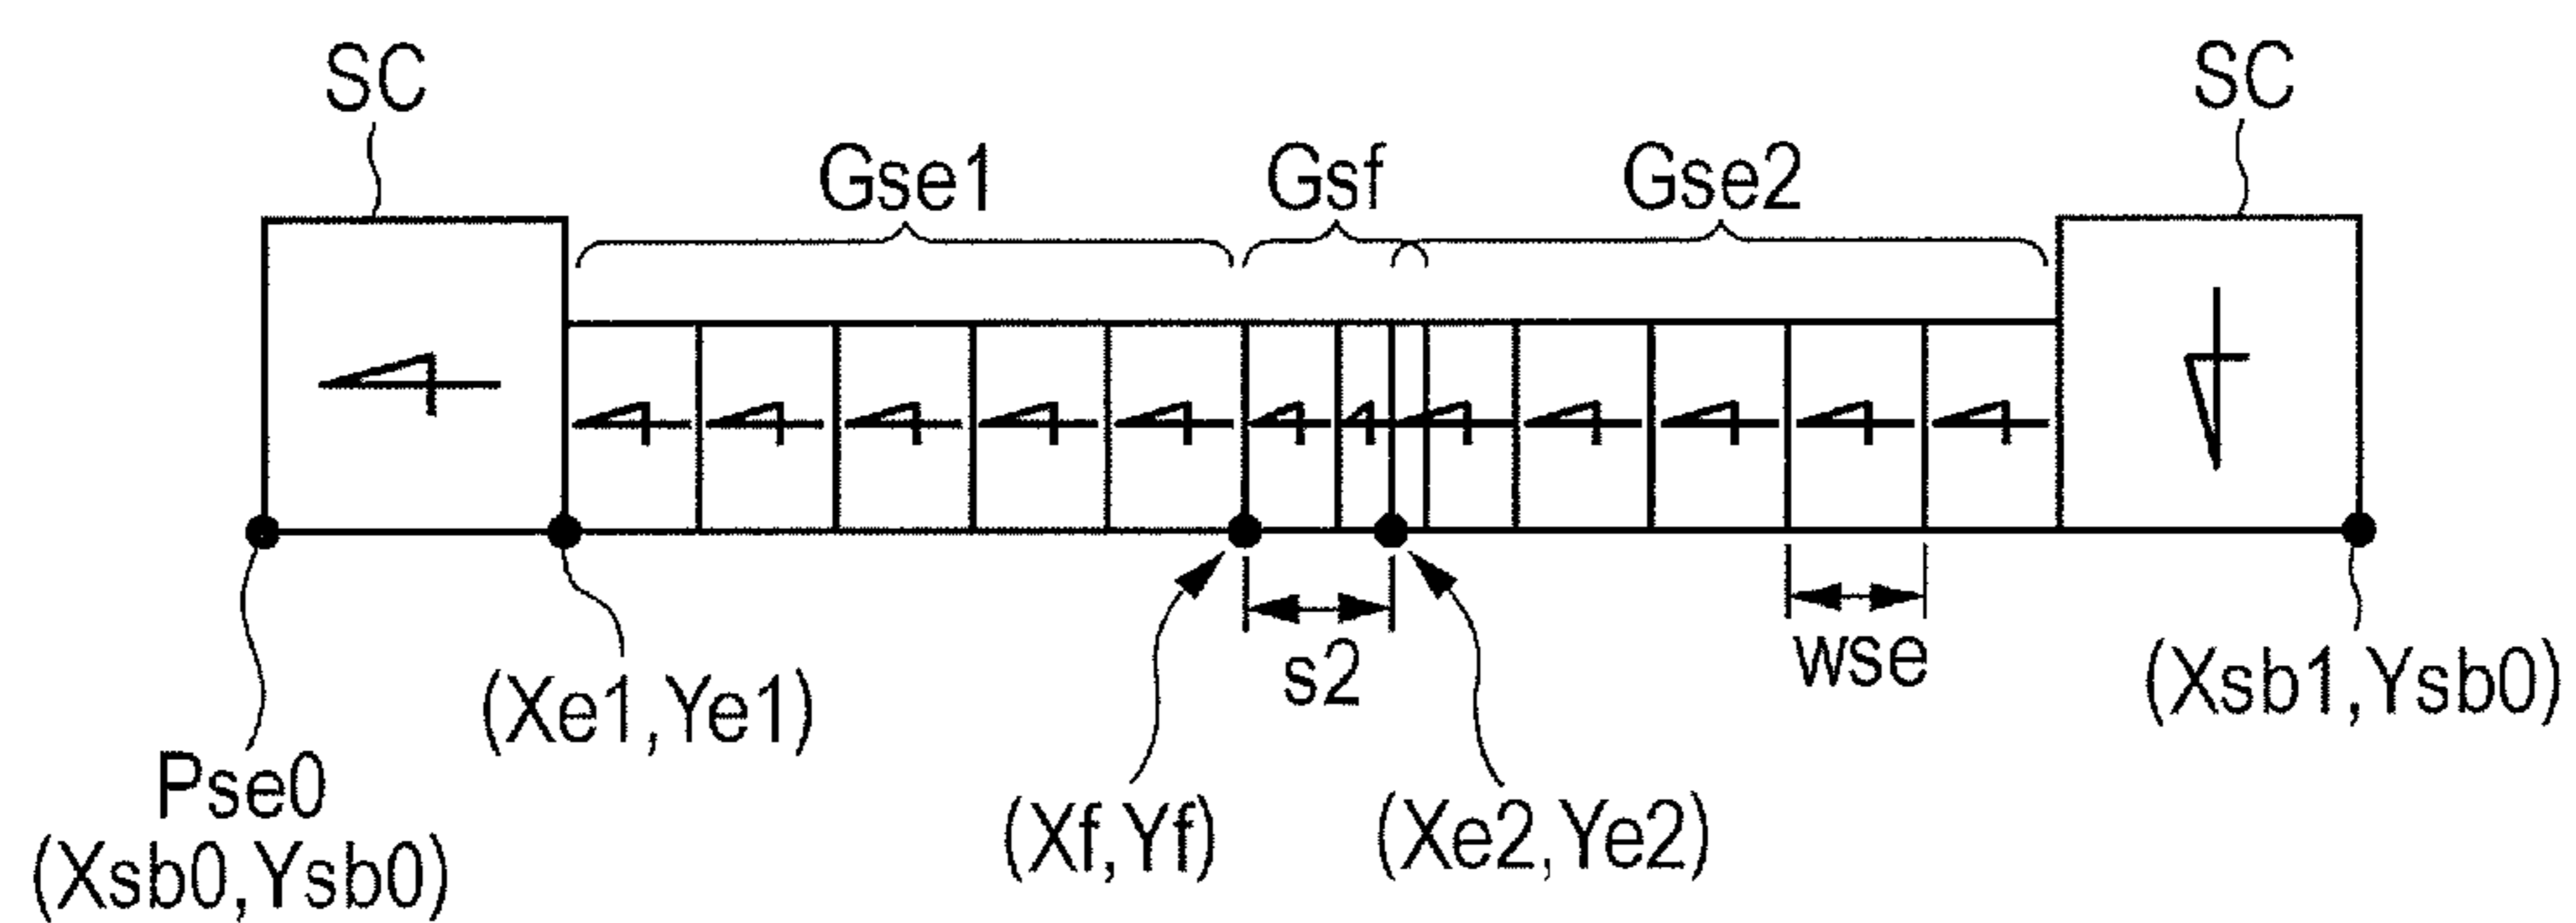 SC
SC
Gse1
Gsf
Gse2
s2
wse
(Xe1,Ye1)
(Xsb1,Ysb0)
Pse0
(Xsb0,Ysb0)
(Xf,Yf)
(Xe2,Ye2)